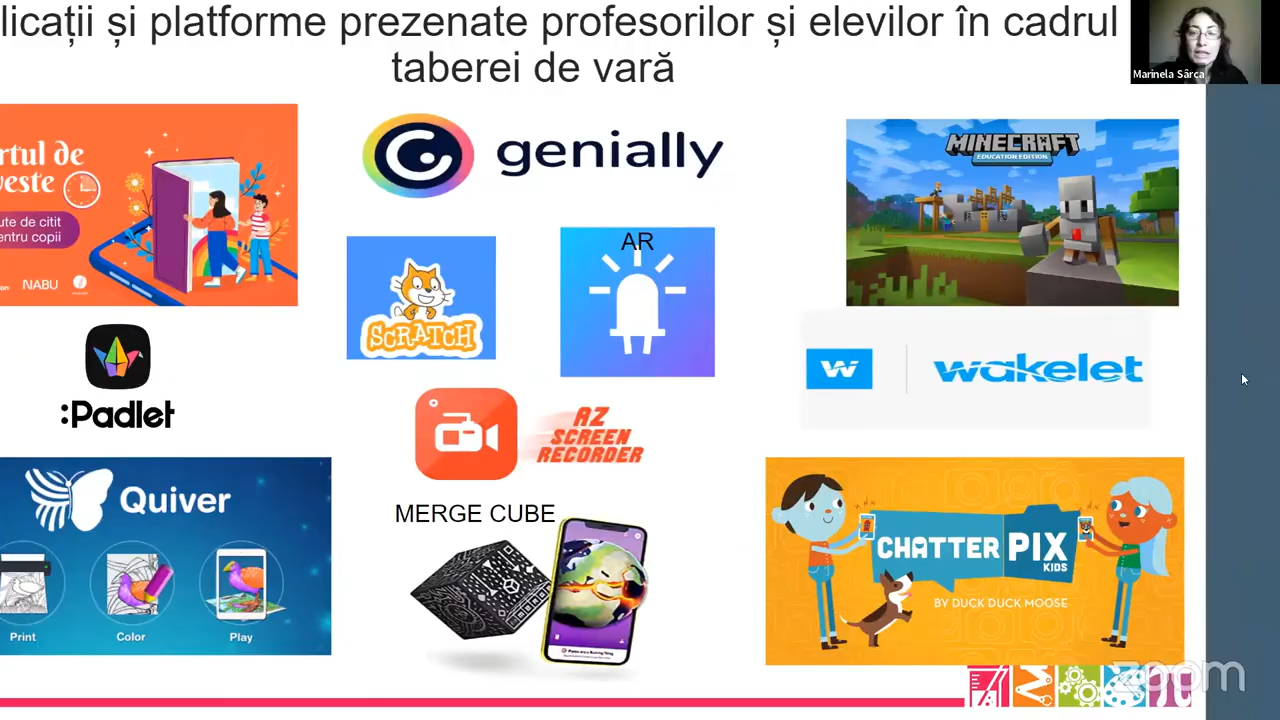 licații și platforme prezenate profesorilor și elevilor în cadrul
taberei de vară
Marinela Sârca
rtul de
veste
ute de citit
entru copii
NABU
genially
MINECRAFT
EDUCATION EDITION
SCRATCH
AR
:Padlet
W
wakelet
AZ
SCREEN
RECORDER
Quiver
Print
Color
Play
MERGE CUBE
CHATTER PIX
KIDS
BY DUCK DUCK MOOSE
zoom